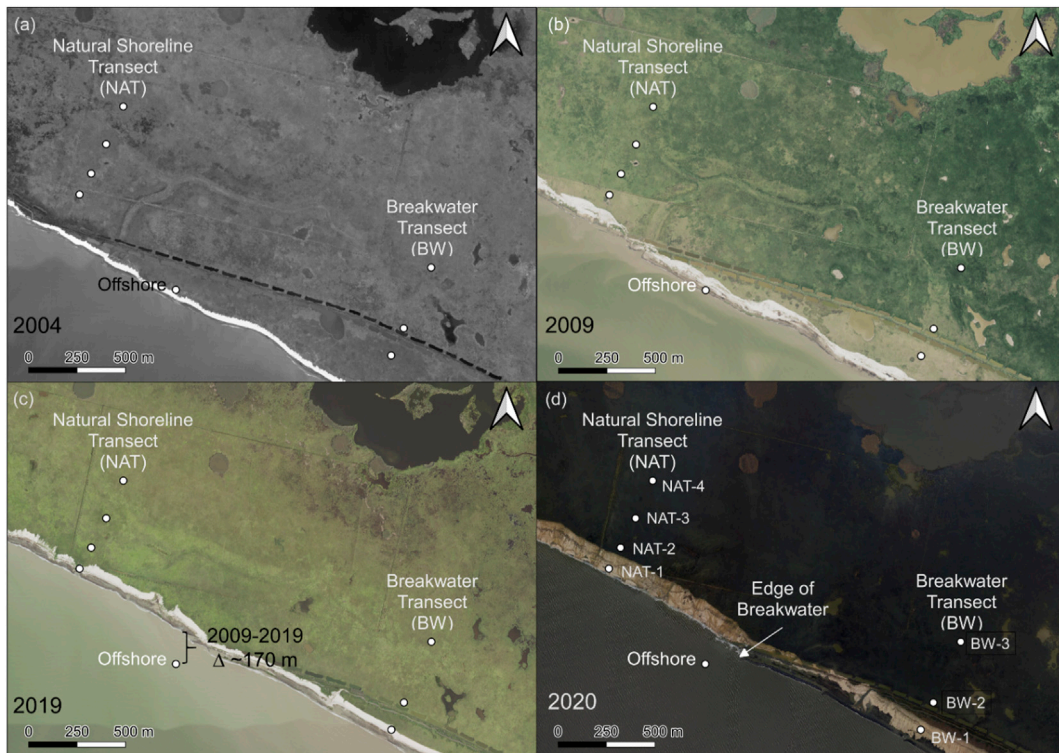 (a)
Natural Shoreline
Transect
(NAT)
Breakwater
Transect
(BW)
Offshore
2004
0 250 500 m
(b)
Natural Shoreline
Transect
(NAT)
Breakwater
Transect
(BW)
Offshore
2009
0 250 500 m
(c)
Natural Shoreline
Transect
(NAT)
Breakwater
Transect
(BW)
2009-2019
Δ ~170 m
Offshore
2019
0 250 500 m
(d)
Natural Shoreline
Transect
(NAT)
NAT-4
NAT-3
NAT-2
NAT-1
Edge of
Breakwater
Breakwater
Transect
(BW)
BW-3
Offshore
BW-2
2020
BW-1
0 250 500 m